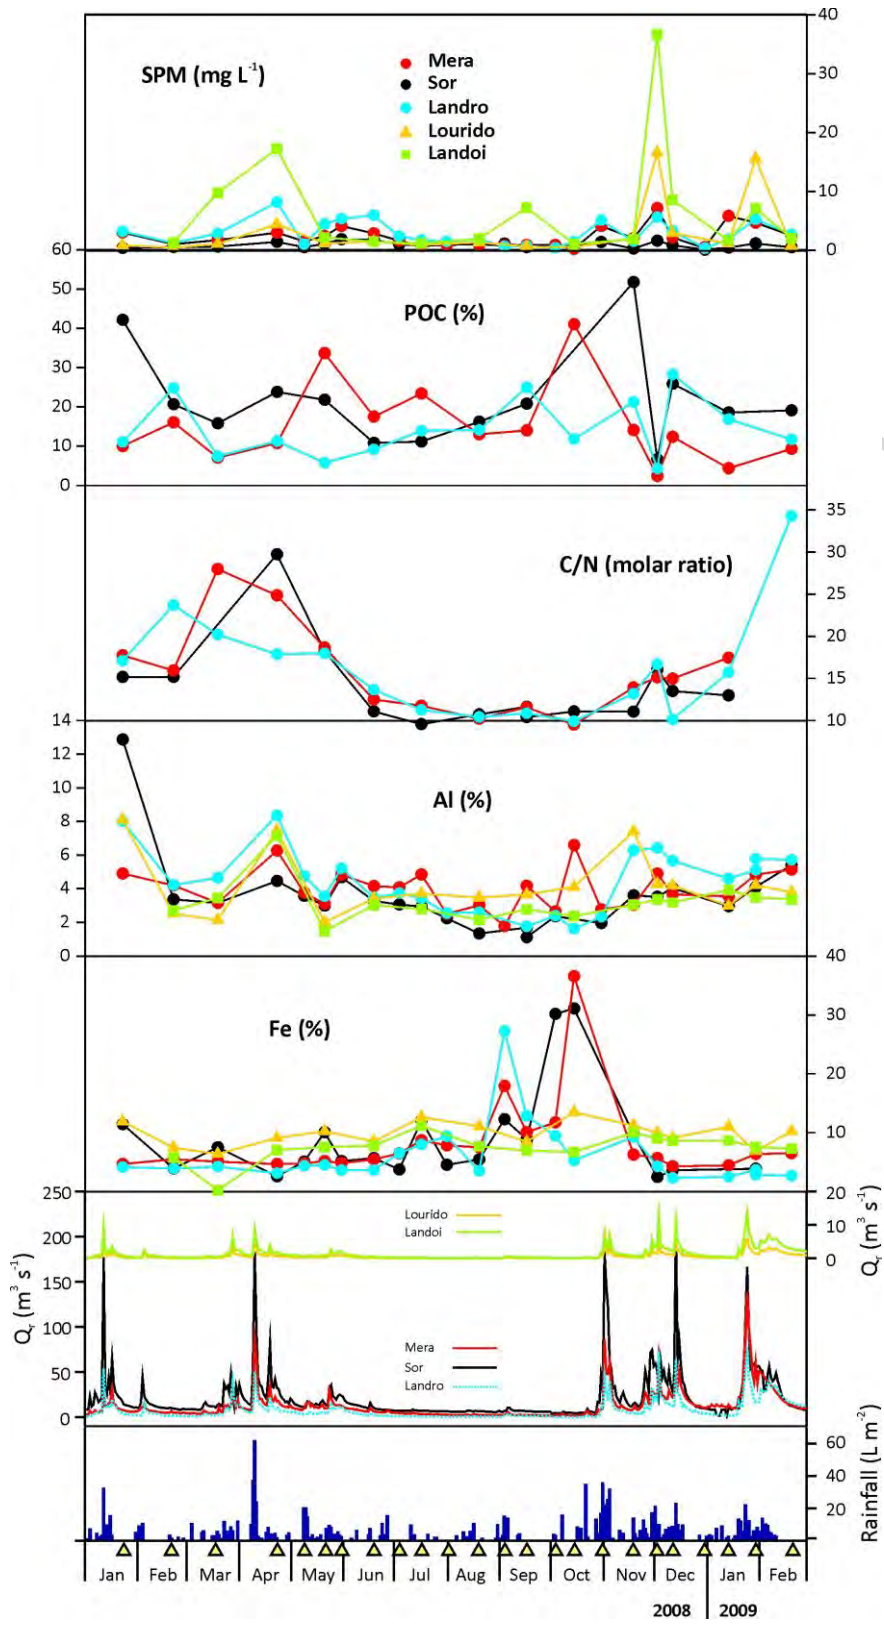 40
SPM (mg L⁻¹)
Mera
Sor
Landro
Lourido
Landoi
30
20
10
0
60
50
40
30
20
10
0
POC (%)
35
30
25
20
15
10
C/N (molar ratio)
14
12
10
8
6
4
2
0
Al (%)
40
30
20
10
Fe (%)
250
200
150
100
50
0
Qᵣ (m³ s⁻¹)
20
10
0
Qᵣ (m³ s⁻¹)
Lourido
Landoi
Mera
Sor
Landro
60
40
20
Rainfall (L m⁻²)
Jan Feb Mar Apr May Jun Jul Aug Sep Oct Nov Dec Jan Feb
2008 2009